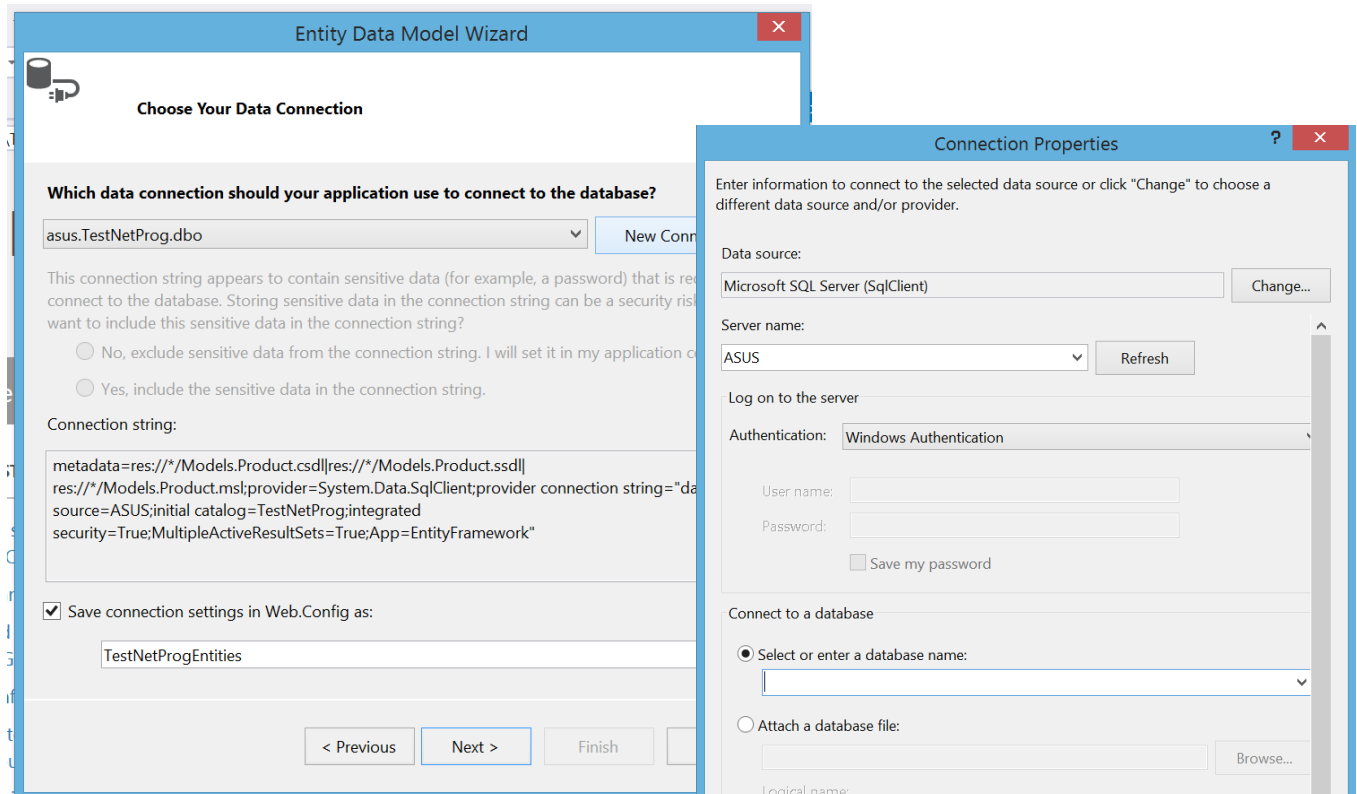 Entity Data Model Wizard
Choose Your Data Connection
Which data connection should your application use to connect to the database?
asus.TestNetProg.dbo
New Conn
This connection string appears to contain sensitive data (for example, a password) that is
connect to the database. Storing sensitive data in the connection string can be a security
want to include this sensitive data in the connection string?
No, exclude sensitive data from the connection string. I will set it in my application
Yes, include the sensitive data in the connection string.
Connection string:
metadata=res://*/Models.Product.csdl|res://*/Models.Product.ssdl|
res://*/Models.Product.msl;provider=System.Data.SqlClient;provider connection string="da
source=ASUS;initial catalog=TestNetProg;integrated
security=True;MultipleActiveResultSets=True;App=EntityFramework"
Save connection settings in Web.Config as:
TestNetProgEntities
< Previous
Next >
Finish
Connection Properties
?
Enter information to connect to the selected data source or click "Change" to choose a
different data source and/or provider.
Data source:
Microsoft SQL Server (SqlClient)
Change...
Server name:
ASUS
Refresh
Log on to the server
Authentication:
Windows Authentication
User name:
Password:
Save my password
Connect to a database
Select or enter a database name:
Attach a database file:
Browse...
Logical name: